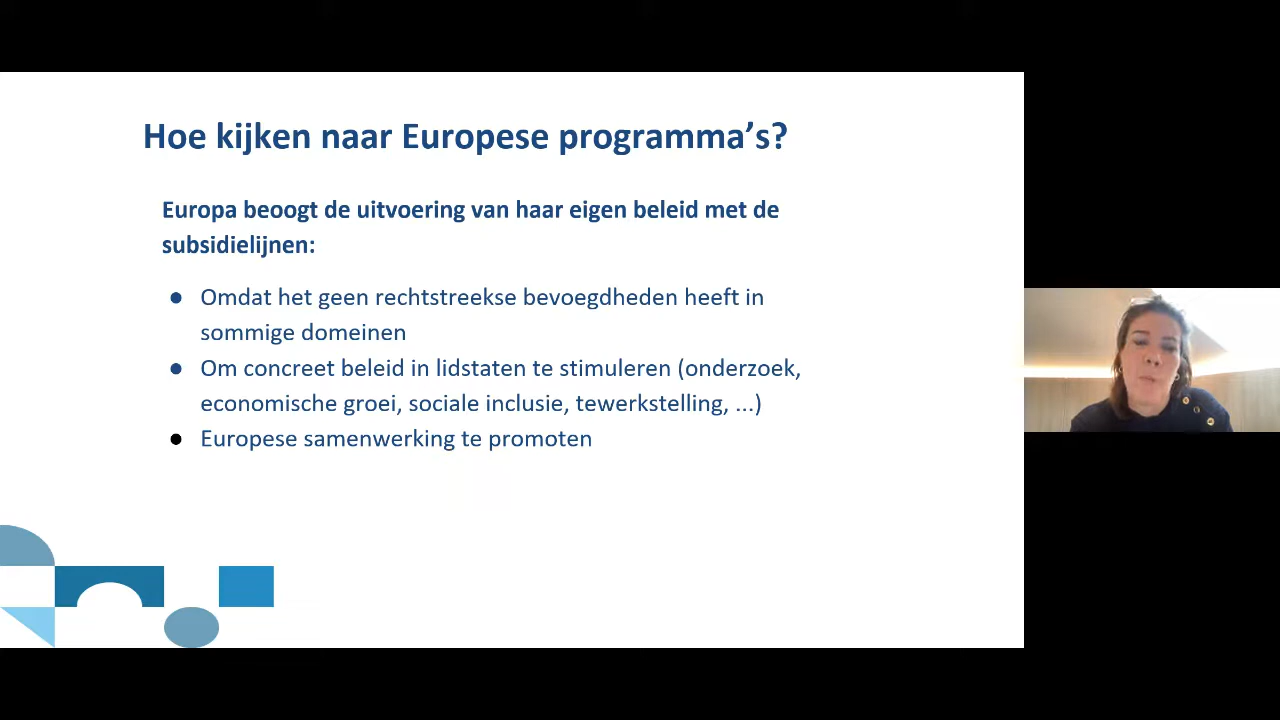 Hoe kijken naar Europese programma’s?
Europa beoogt de uitvoering van haar eigen beleid met de
subsidielijnen:
● Omdat het geen rechtstreekse bevoegdheden heeft in
sommige domeinen
● Om concreet beleid in lidstaten te stimuleren (onderzoek,
economische groei, sociale inclusie, tewerkstelling, ...)
● Europese samenwerking te promoten